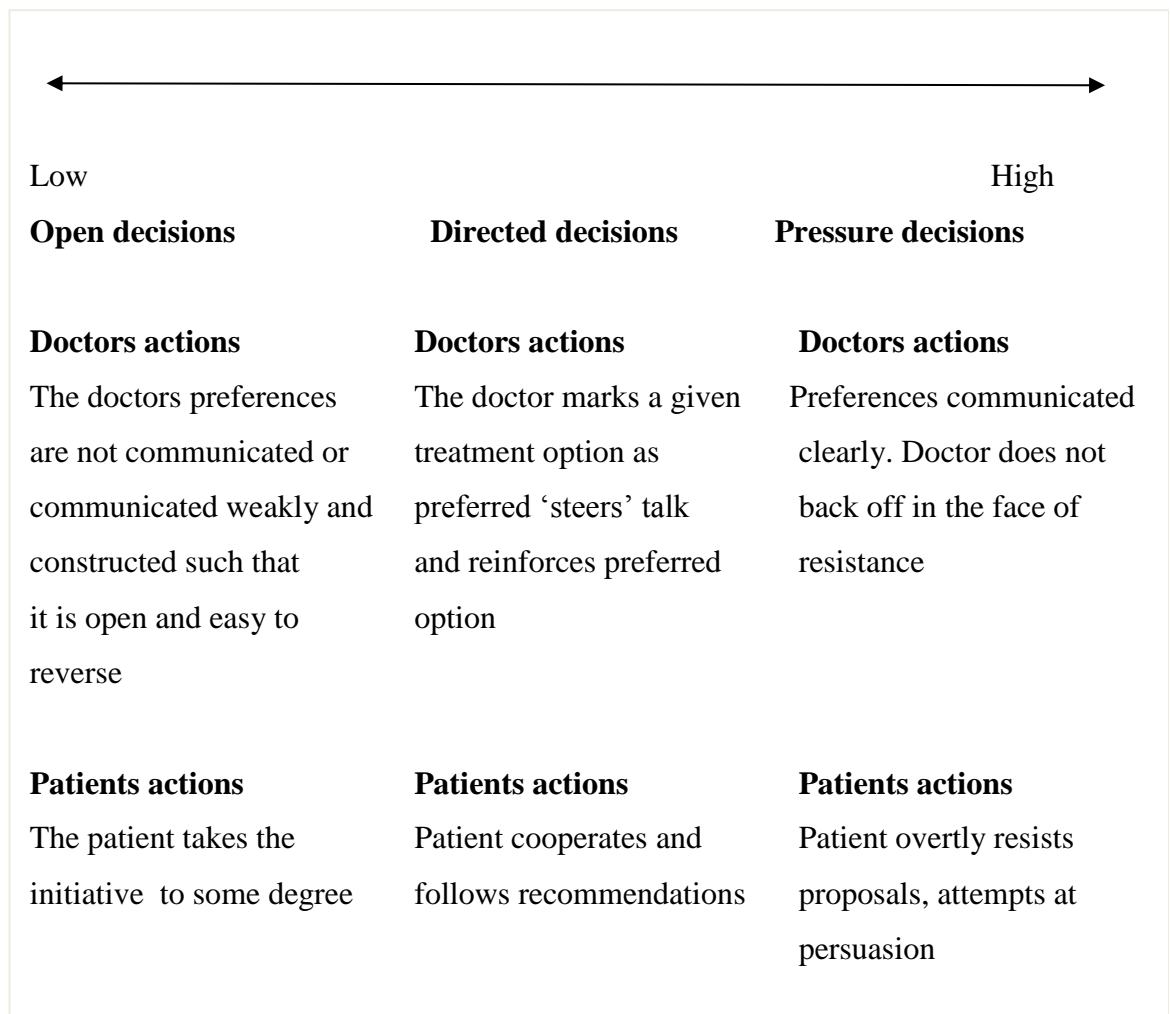 Low High
Open decisions Directed decisions Pressure decisions
Doctors actions Doctors actions Doctors actions
The doctors preferences The doctor marks a given Preferences communicated
are not communicated or treatment option as clearly. Doctor does not
communicated weakly and preferred ‘steers’ talk back off in the face of
constructed such that and reinforces preferred resistance
it is open and easy to option
reverse
Patients actions Patients actions Patients actions
The patient takes the Patient cooperates and Patient overtly resists
initiative to some degree follows recommendations proposals, attempts at
persuasion